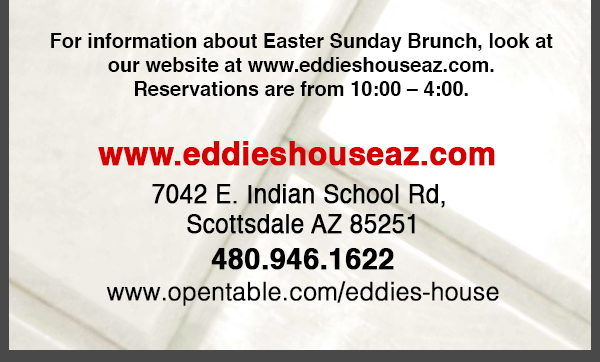 For information about Easter Sunday Brunch, look at
our website at www.eddieshouseaz.com.
Reservations are from 10:00 – 4:00.
www.eddieshouseaz.com
7042 E. Indian School Rd,
Scottsdale AZ 85251
480.946.1622
www.opentable.com/eddies-house